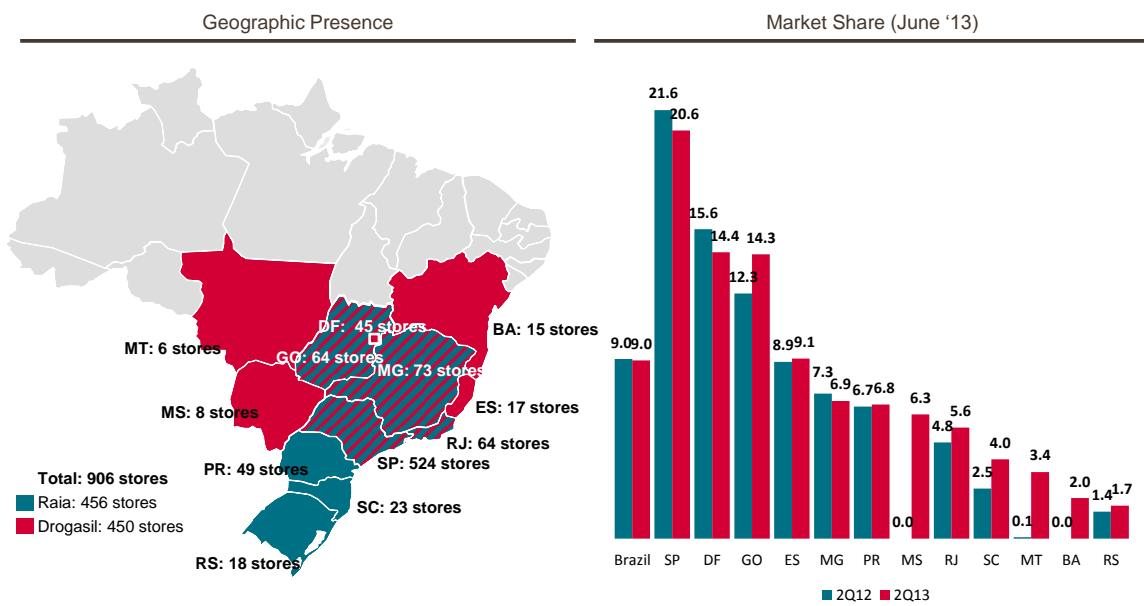 Geographic Presence
DF: 45 stores
BA: 15 stores
MT: 6 stores
GO: 64 stores
MG: 73 stores
MS: 8 stores
ES: 17 stores
RJ: 64 stores
PR: 49 stores
SP: 524 stores
Total: 906 stores
Raia: 456 stores
SC: 23 stores
Drogasil: 450 stores
RS: 18 stores
Market Share (June ‘13)
21.6
20.6
15.6
14.4
14.3
12.3
9.0 9.0
8.9 9.1
7.3
6.9
6.7 6.8
6.3
5.6
4.8
4.0
3.4
2.5
2.0
1.4 1.7
0.0
0.1
0.0
Brazil SP DF GO ES MG PR MS RJ SC MT BA RS
2Q12 2Q13